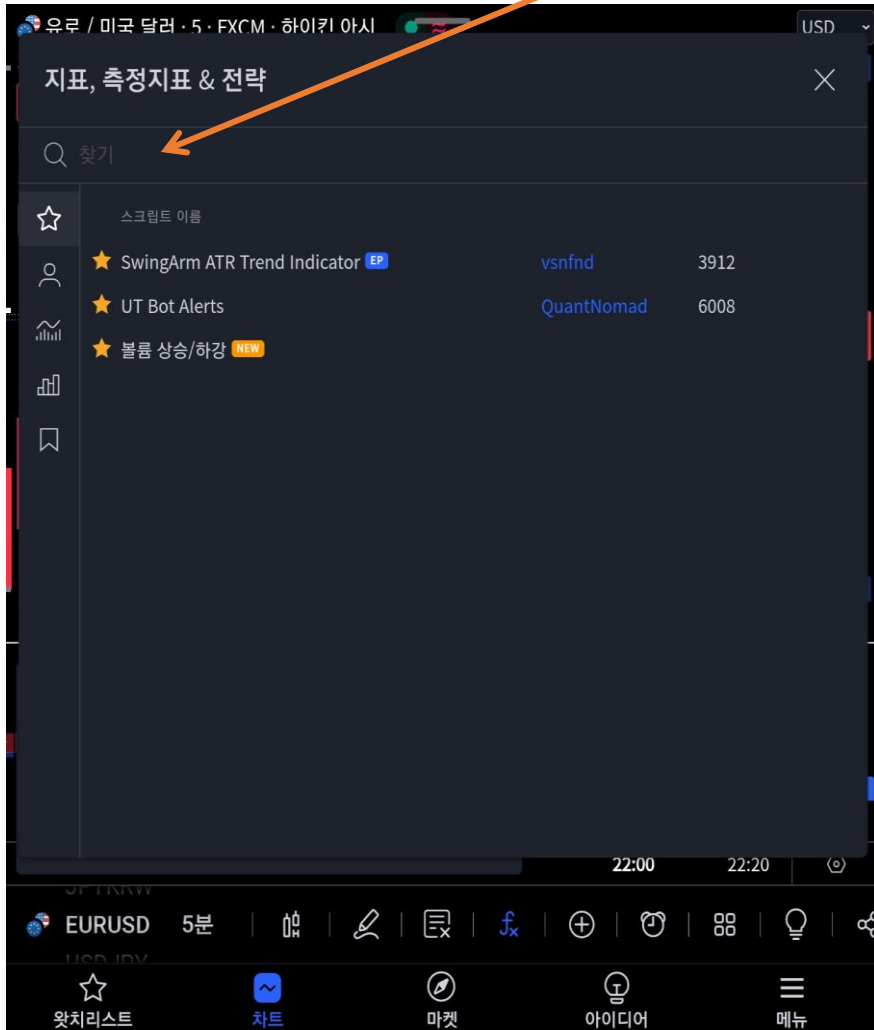 유로 / 미국 달러 · 5 · FXCM · 하이킨 아시
USD
지표, 측정지표 & 전략
찾기
스크립트 이름
SwingArm ATR Trend Indicator EP vsnfnd 3912
UT Bot Alerts QuantNomad 6008
볼륨 상승/하강 NEW
22:00 22:20
JPYKRW
EURUSD 5분
USDJPY
왓치리스트 차트 마켓 아이디어 메뉴